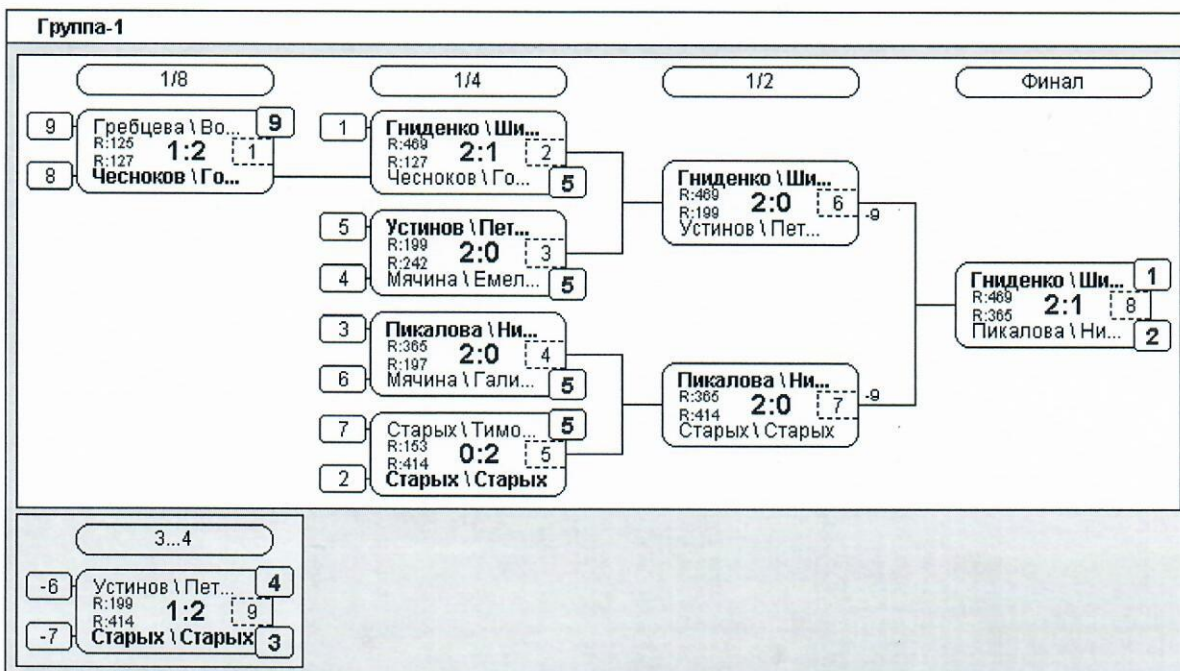 Группа-1
1/8
1/4
1/2
Финал
9 Гребцева \ Во... 9
R:125
R:127 1:2 1
8 Чесноков \ Го...
1 Гниденко \ Ши...
R:469
R:127 2:1 2
Чесноков \ Го... 5
5 Устинов \ Пет...
R:199
R:242 2:0 3
4 Мячина \ Емел... 5
3 Пикалова \ Ни...
R:365
R:197 2:0 4
6 Мячина \ Гали... 5
7 Старых \ Тимо... 5
R:153
R:414 0:2 5
2 Старых \ Старых
Гниденко \ Ши...
R:469
R:199 2:0 6 -9
Устинов \ Пет...
Пикалова \ Ни...
R:365
R:414 2:0 7 -9
Старых \ Старых
Гниденко \ Ши... 1
R:469
R:365 2:1 8
Пикалова \ Ни... 2
3...4
-6 Устинов \ Пет... 4
R:199
R:414 1:2 9
-7 Старых \ Старых 3